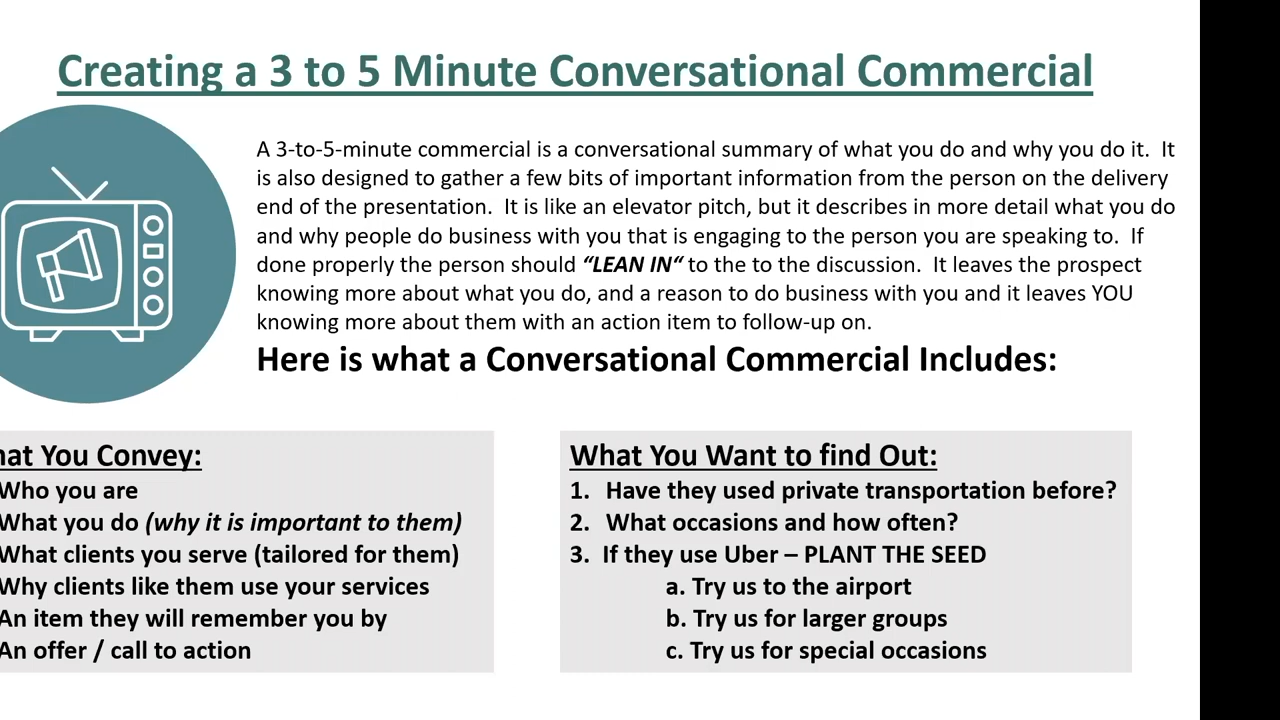 Creating a 3 to 5 Minute Conversational Commercial
A 3-to-5-minute commercial is a conversational summary of what you do and why you do it.  It
is also designed to gather a few bits of important information from the person on the delivery
end of the presentation.  It is like an elevator pitch, but it describes in more detail what you do
and why people do business with you that is engaging to the person you are speaking to.  If
done properly the person should “LEAN IN“ to the to the discussion.  It leaves the prospect
knowing more about what you do, and a reason to do business with you and it leaves YOU
knowing more about them with an action item to follow-up on.
Here is what a Conversational Commercial Includes:
hat You Convey:
Who you are
What you do (why it is important to them)
What clients you serve (tailored for them)
Why clients like them use your services
An item they will remember you by
An offer / call to action
What You Want to find Out:
1. Have they used private transportation before?
2. What occasions and how often?
3. If they use Uber – PLANT THE SEED
a. Try us to the airport
b. Try us for larger groups
c. Try us for special occasions